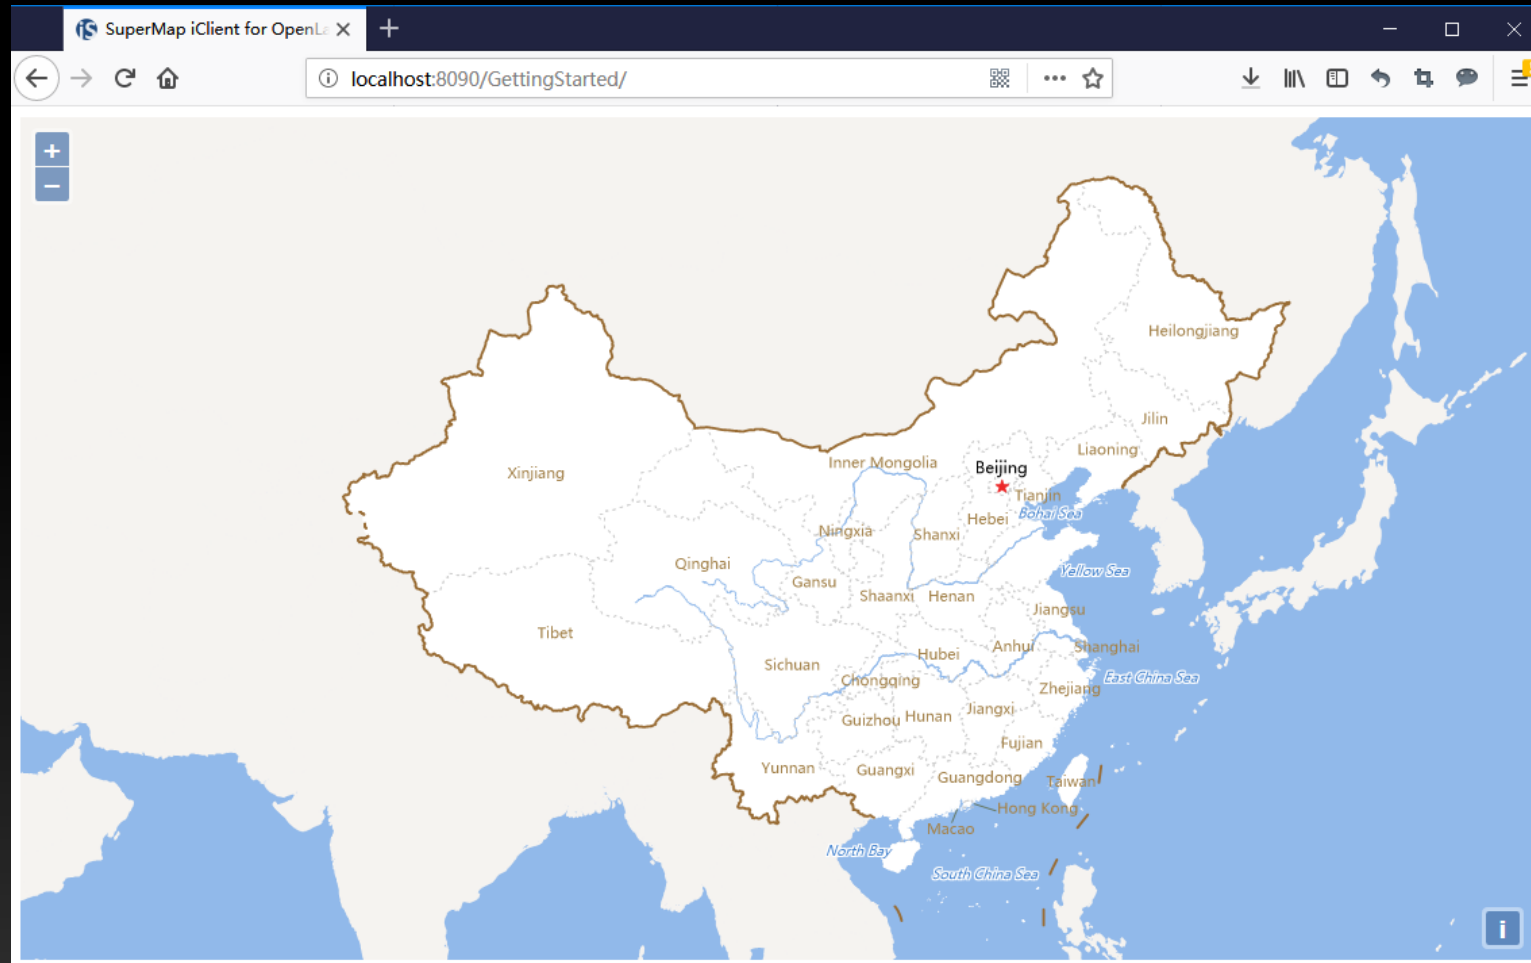 SuperMap iClient for OpenLa
localhost:8090/GettingStarted/
+
−
Heilongjiang
Jilin
Liaoning
Inner Mongolia
Beijing
Xinjiang
Tianjin
Bohai Sea
Hebei
Ningxia
Shanxi
Qinghai
Yellow Sea
Gansu
Shaanxi
Henan
Jiangsu
Tibet
Anhui
Shanghai
Hubei
Sichuan
East China Sea
Chongqing
Zhejiang
Jiangxi
Hunan
Guizhou
Fujian
Yunnan
Guangxi
Guangdong
Taiwan
Hong Kong
Macao
North Bay
South China Sea
i